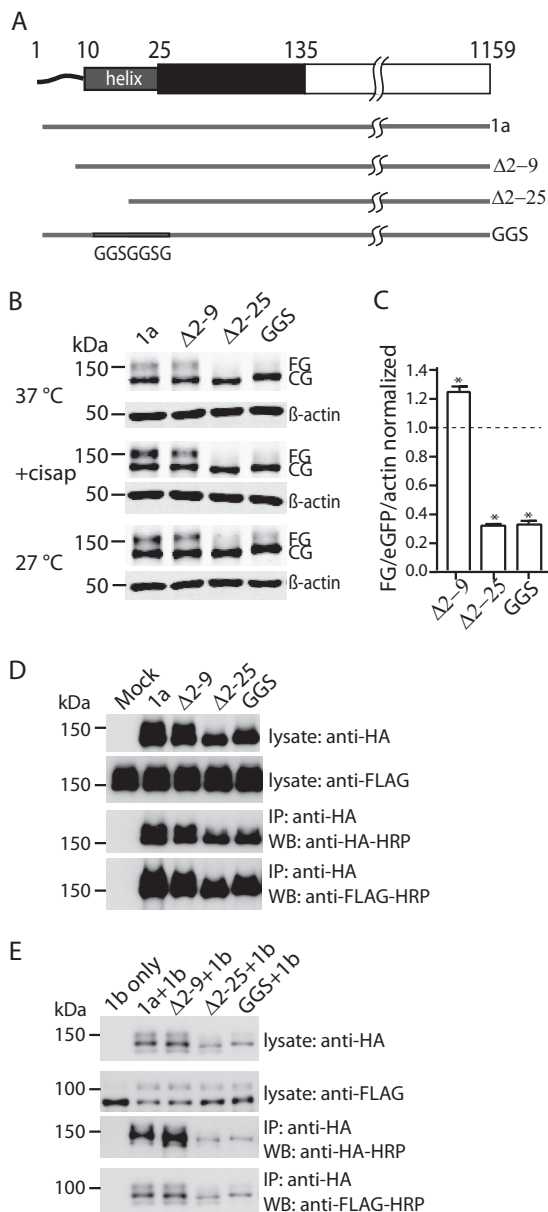 A
1 10 25 135 1159
helix
1a
Δ2–9
Δ2–25
GGS
GGSGGSG
B
1a Δ2–9 Δ2–25 GGS
kDa
37 °C
150
FG
CG
50
ß-actin
+cisap
150
FG
CG
50
ß-actin
27 °C
150
FG
CG
50
ß-actin
C
FG/eGFP/actin normalized
1.4
1.2
1.0
0.8
0.6
0.4
0.2
0.0
* * *
Δ2–9 Δ2–25 GGS
D
Mock 1a Δ2-9 Δ2-25 GGS
kDa
150
lysate: anti-HA
150
lysate: anti-FLAG
150
IP: anti-HA
WB: anti-HA-HRP
150
IP: anti-HA
WB: anti-FLAG-HRP
E
1b only 1a+1b Δ2-9+1b Δ2-25+1b GGS+1b
kDa
150
lysate: anti-HA
100
lysate: anti-FLAG
150
IP: anti-HA
WB: anti-HA-HRP
100
IP: anti-HA
WB: anti-FLAG-HRP